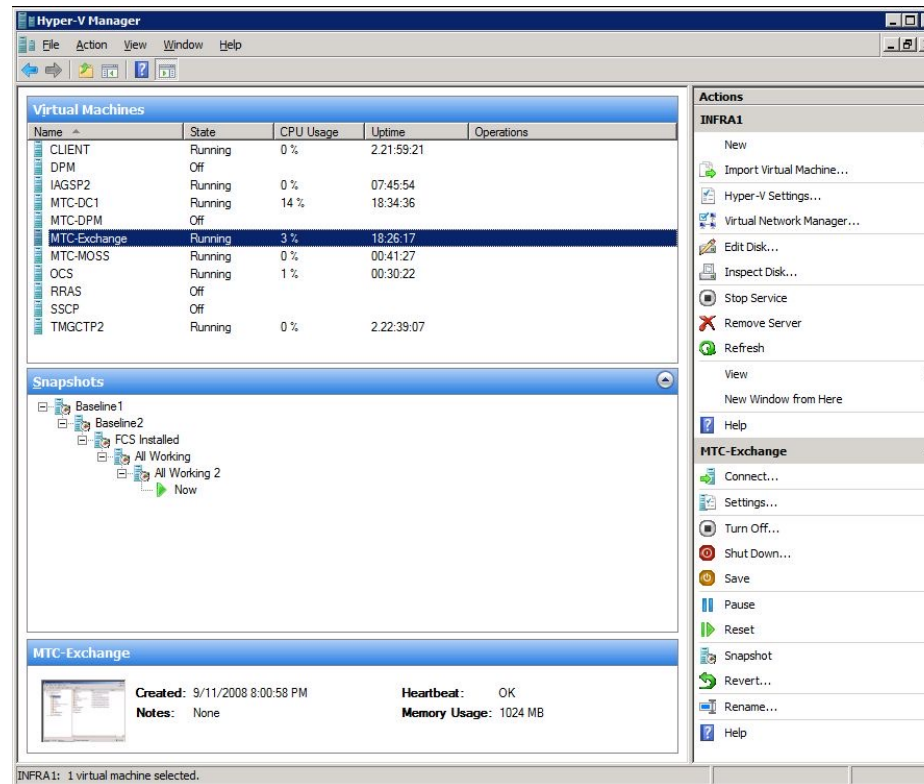 Hyper-V Manager
File Action View Window Help
Virtual Machines
Name State CPU Usage Uptime Operations
CLIENT Running 0 % 2.21:59:21
DPM Off
IAGSP2 Running 0 % 07:45:54
MTC-DC1 Running 14 % 18:34:36
MTC-DPM Off
MTC-Exchange Running 3 % 18:26:17
MTC-MOSS Running 0 % 00:41:27
OCS Running 1 % 00:30:22
RRAS Off
SSCP Off
TMGCTP2 Running 0 % 2.22:39:07
Snapshots
Baseline1
Baseline2
FCS Installed
All Working
All Working 2
Now
MTC-Exchange
Created: 9/11/2008 8:00:58 PM Heartbeat: OK
Notes: None Memory Usage: 1024 MB
Actions
INFRA1
New
Import Virtual Machine...
Hyper-V Settings...
Virtual Network Manager...
Edit Disk...
Inspect Disk...
Stop Service
Remove Server
Refresh
View
New Window from Here
Help
MTC-Exchange
Connect...
Settings...
Turn Off...
Shut Down...
Save
Pause
Reset
Snapshot
Revert...
Rename...
Help
INFRA1: 1 virtual machine selected.